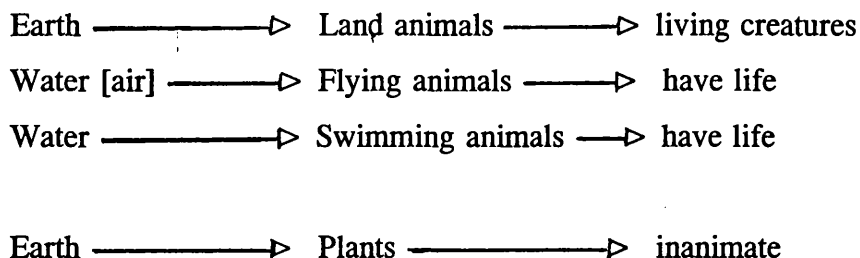 Earth Land animals living creatures
Water [air] Flying animals have life
Water Swimming animals have life
Earth Plants inanimate